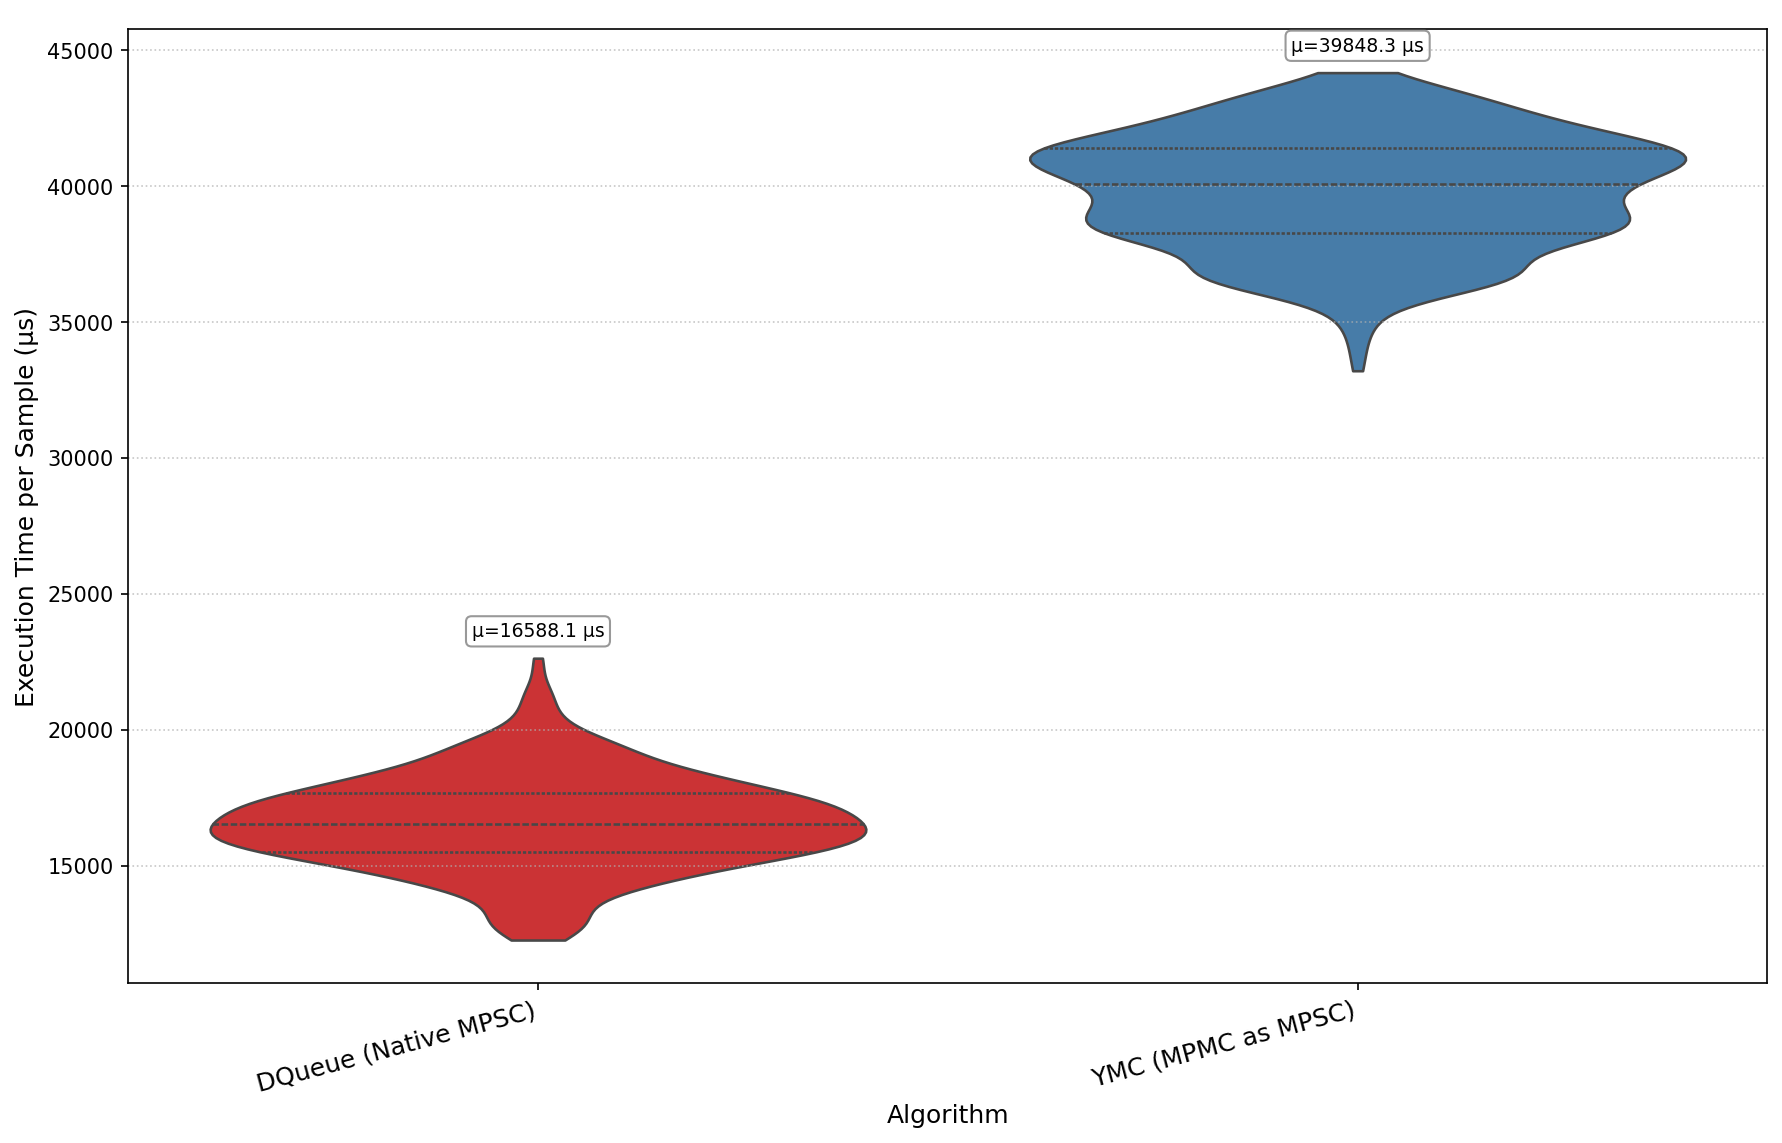 45000
40000
35000
30000
25000
20000
15000
Execution Time per Sample (µs)
µ=39848.3 µs
µ=16588.1 µs
DQueue (Native MPSC)
YMC (MPMC as MPSC)
Algorithm